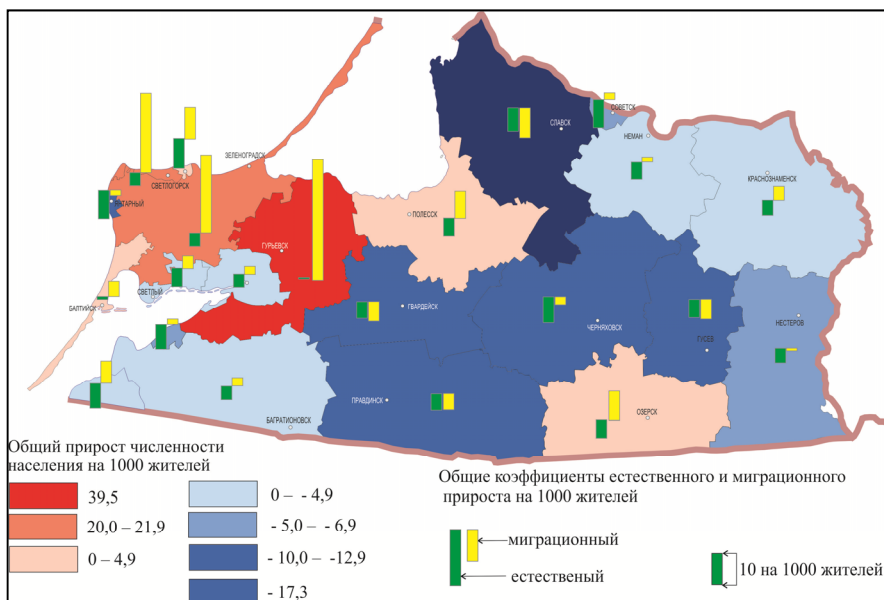 СЛАВСК
СОВЕТСК
НЕМАН
ЗЕЛЕНОГРАДСК
КРАСНОЗНАМЕНСК
СВЕТЛОГОРСК
ЯНТАРНЫЙ
ПОЛЕССК
ГУРЬЕВСК
СВЕТЛЫЙ
БАЛТИЙСК
ГВАРДЕЙСК
ЧЕРНЯХОВСК
НЕСТЕРОВ
ГУСЕВ
ПРАВДИНСК
ОЗЕРСК
БАГРАТИОНОВСК
Общий прирост численности
населения на 1000 жителей
39,5
20,0 – 21,9
0 – 4,9
0 – - 4,9
- 5,0 – - 6,9
- 10,0 – -12,9
- 17,3
Общие коэффициенты естественного и миграционного
прироста на 1000 жителей
миграционный
естественый
10 на 1000 жителей